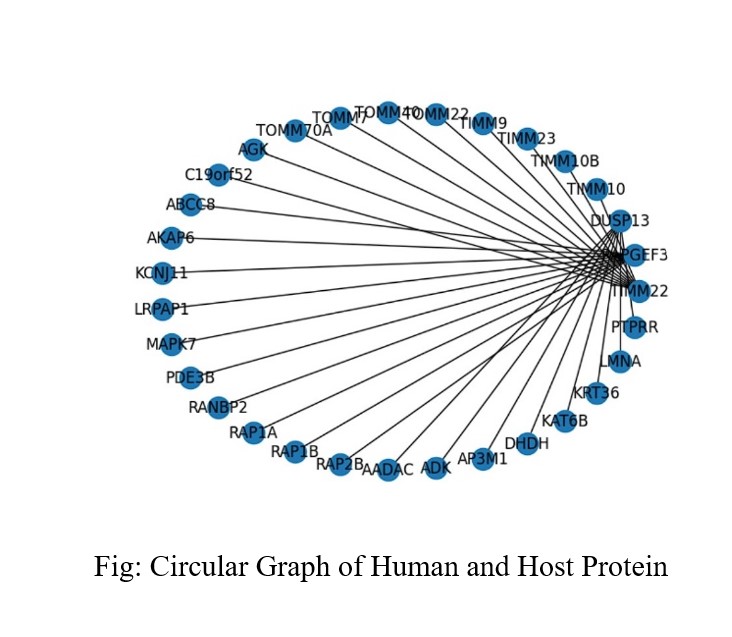 TOMM40
TOMM22
TOMM7
TIMM9
TOMM70A
TIMM23
AGK
TIMM10B
C19orf52
TIMM10
ABCC8
DUSP13
AKAP6
PGEF3
KCNJ11
TIMM22
LRPAP1
PTPRR
MAPK7
LMNA
PDE3B
KRT36
RANBP2
KAT6B
RAP1A
DHDH
RAP1B
AP3M1
RAP2B
AADAC
ADK
Fig: Circular Graph of Human and Host Protein